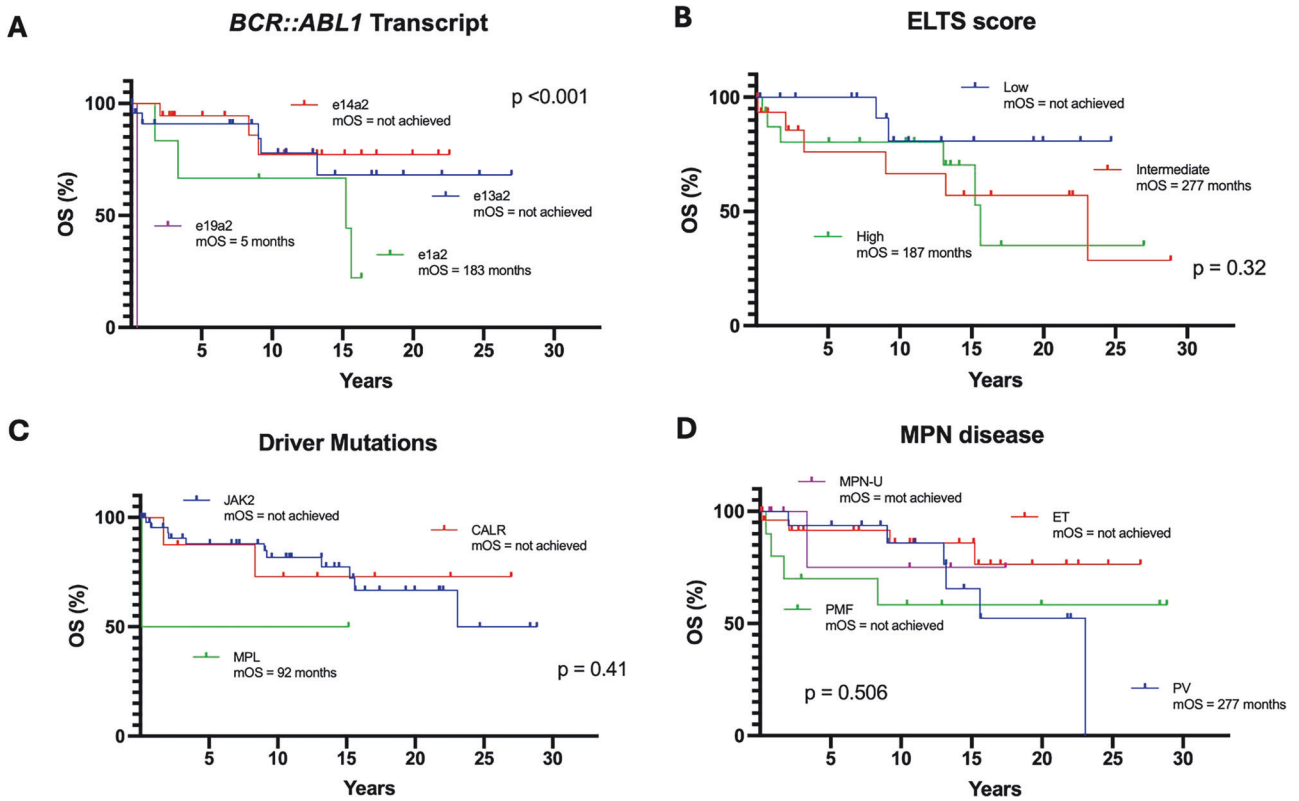 A
BCR::ABL1 Transcript
OS (%)
100
50
0
e14a2
mOS = not achieved
p <0.001
e13a2
mOS = not achieved
e19a2
mOS = 5 months
e1a2
mOS = 183 months
5 10 15 20 25 30
Years
B
ELTS score
OS (%)
100
50
0
Low
mOS = not achieved
Intermediate
mOS = 277 months
High
mOS = 187 months
p = 0.32
5 10 15 20 25 30
Years
C
Driver Mutations
OS (%)
100
50
0
JAK2
mOS = not achieved
CALR
mOS = not achieved
MPL
mOS = 92 months
p = 0.41
5 10 15 20 25 30
Years
D
MPN disease
OS (%)
100
50
0
MPN-U
mOS = mot achieved
ET
mOS = not achieved
PMF
mOS = not achieved
p = 0.506
PV
mOS = 277 months
5 10 15 20 25 30
Years